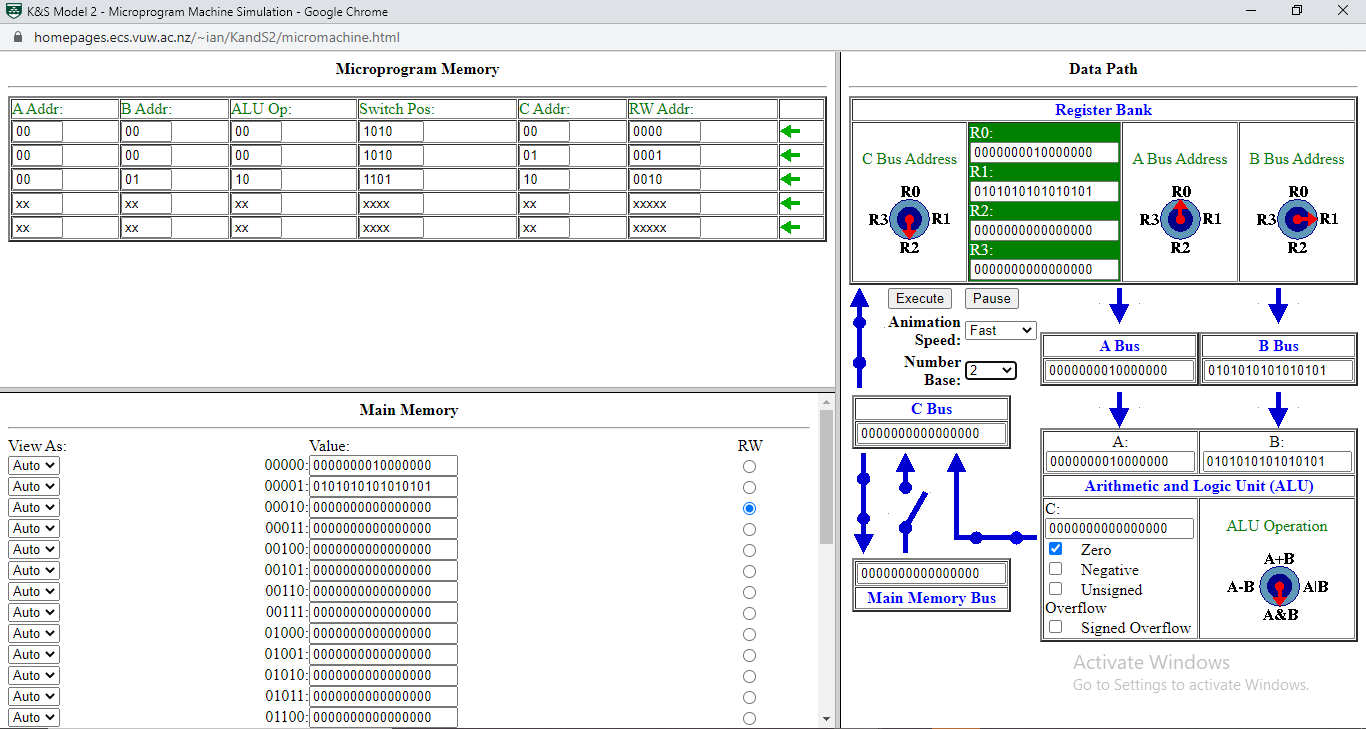 K&S Model 2 - Microprogram Machine Simulation - Google Chrome
homepages.ecs.vuw.ac.nz/~ian/KandS2/micromachine.html
Microprogram Memory
A Addr: B Addr: ALU Op: Switch Pos: C Addr: RW Addr:
00 00 00 1010 00 0000
00 00 00 1010 01 0001
00 01 10 1101 10 0010
xx xx xx xxxx xx xxxxx
xx xx xx xxxx xx xxxxx
Main Memory
View As: Value: RW
Auto 00000: 0000000010000000
Auto 00001: 0101010101010101
Auto 00010: 0000000000000000
Auto 00011: 0000000000000000
Auto 00100: 0000000000000000
Auto 00101: 0000000000000000
Auto 00110: 0000000000000000
Auto 00111: 0000000000000000
Auto 01000: 0000000000000000
Auto 01001: 0000000000000000
Auto 01010: 0000000000000000
Auto 01011: 0000000000000000
Auto 01100: 0000000000000000
Data Path
Register Bank
C Bus Address
R0
R3 R1
R2
R0:
0000000010000000
R1:
0101010101010101
R2:
0000000000000000
R3:
0000000000000000
A Bus Address
R0
R3 R1
R2
B Bus Address
R0
R3 R1
R2
Execute Pause
Animation
Speed: Fast
Number
Base: 2
A Bus
0000000010000000
B Bus
0101010101010101
C Bus
0000000000000000
0000000000000000
Main Memory Bus
A: B:
0000000010000000 0101010101010101
Arithmetic and Logic Unit (ALU)
C:
0000000000000000
Zero
Negative
Unsigned
Overflow
Signed Overflow
ALU Operation
A+B
A-B A|B
A&B
Activate Windows
Go to Settings to activate Windows.